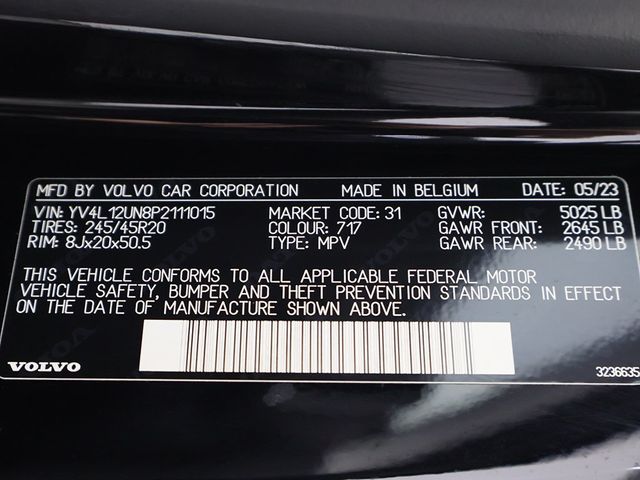 MFD BY VOLVO CAR CORPORATION MADE IN BELGIUM DATE: 05/23
VIN: YV4L12UN8P2111015 MARKET CODE: 31 GVWR: 5025 LB
TIRES: 245/45R20 COLOUR: 717 GAWR FRONT: 2645 LB
RIM: 8Jx20x50.5 TYPE: MPV GAWR REAR: 2490 LB
THIS VEHICLE CONFORMS TO ALL APPLICABLE FEDERAL MOTOR
VEHICLE SAFETY, BUMPER AND THEFT PREVENTION STANDARDS IN EFFECT
ON THE DATE OF MANUFACTURE SHOWN ABOVE.
VOLVO 3236635